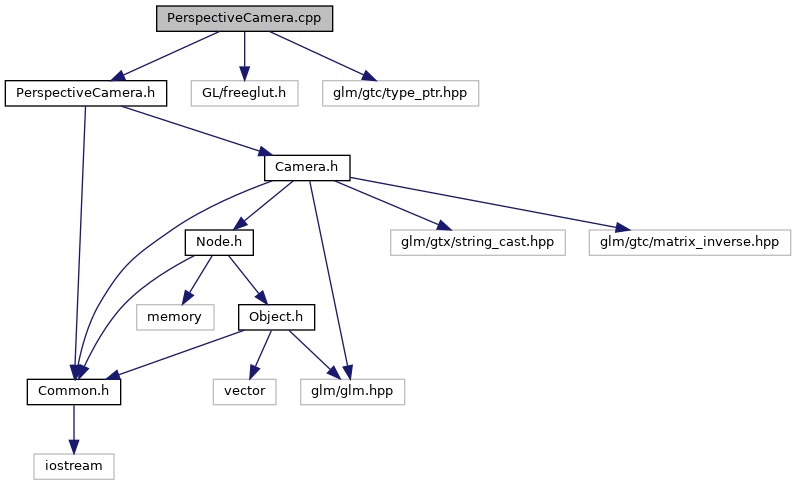 PerspectiveCamera.cpp
PerspectiveCamera.h
GL/freeglut.h
glm/gtc/type_ptr.hpp
Camera.h
Node.h
glm/gtx/string_cast.hpp
glm/gtc/matrix_inverse.hpp
memory
Object.h
Common.h
vector
glm/glm.hpp
iostream